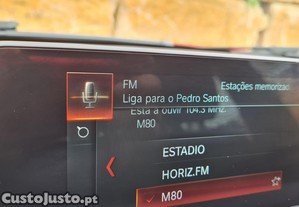 FM
Estações memorizad
Liga para o Pedro Santos
Está a ouvir 104.3 MHz.
M80
ESTADIO
HORIZ.FM
M80
CustoJusto.pt